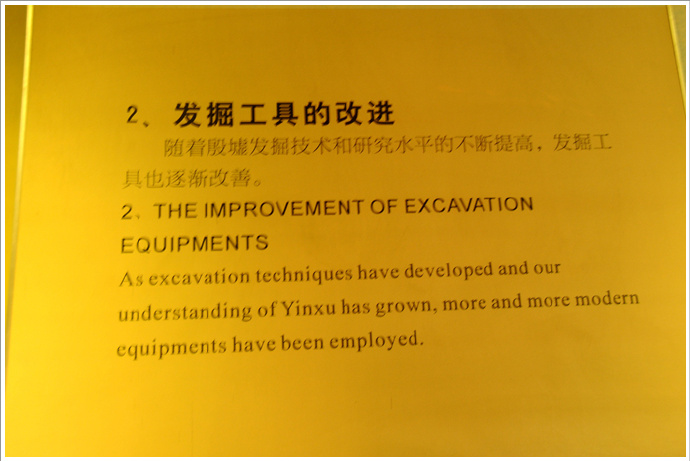 2、发掘工具的改进
随着殷墟发掘技术和研究水平的不断提高，发掘工
具也逐渐改善。
2、THE IMPROVEMENT OF EXCAVATION
EQUIPMENTS
As excavation techniques have developed and our
understanding of Yinxu has grown, more and more modern
equipments have been employed.